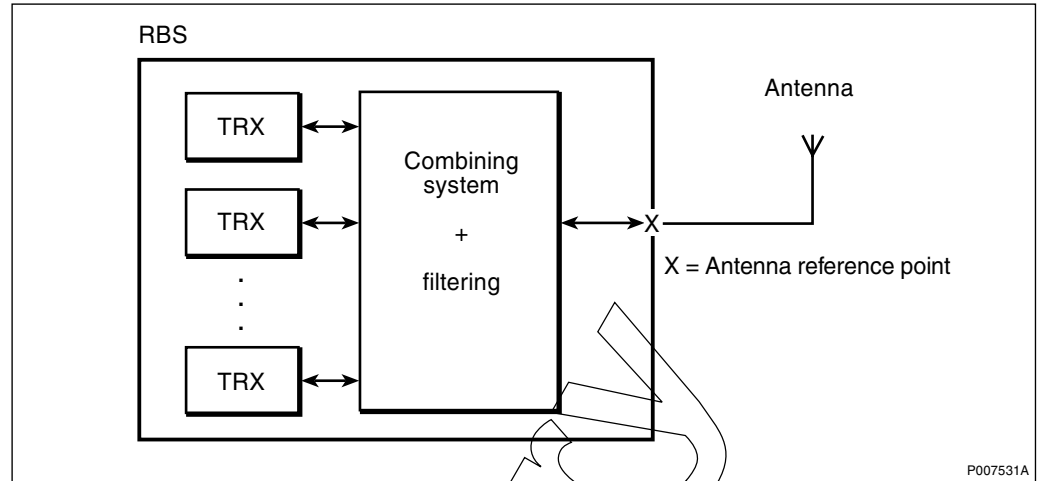 RBS
Antenna
TRX
Combining
system
+
filtering
TRX
X
X = Antenna reference point
.
.
.
TRX
P007531A